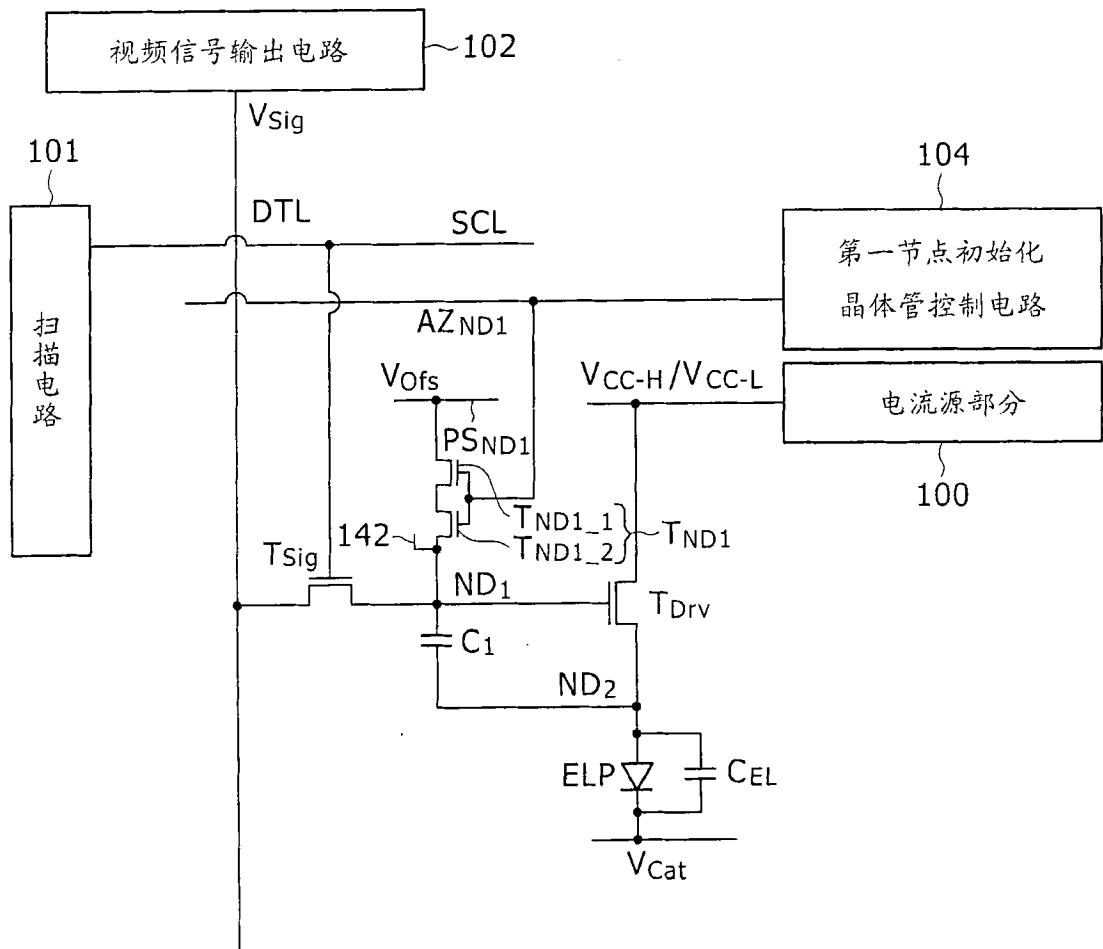 视频信号输出电路
102
VSig
101
104
DTL
SCL
扫描电路
第一节点初始化
晶体管控制电路
AZND1
VOfs
VCC-H/VCC-L
电流源部分
PSND1
100
TND1_1
TND1
142
TND1_2
TSig
ND1
TDrv
C1
ND2
ELP
CEL
VCat